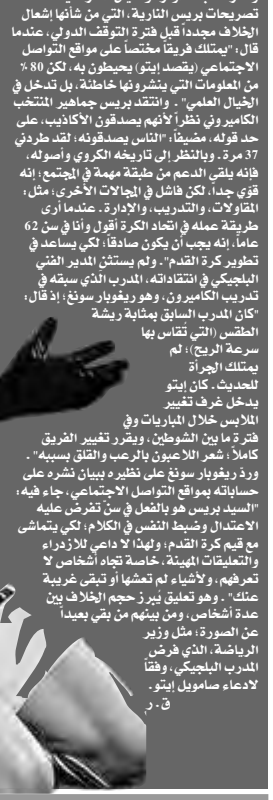 تصريحات بريس النارية، التي من شأنها إشعال
الخلاف مجدداً قبل فترة التوقف الدولي، عندما
قال: "يمتلك فريقاً مختصاً على مواقع التواصل
الاجتماعي (يقصد إيتو) يحيطون به، لكن 80 %
من المعلومات التي ينشرونها خاطئة، بل تدخل في
الخيال العلمي". وانتقد بريس جماهير المنتخب
الكاميروني نظراً لأنهم يصدقون الأكاذيب، على
حد قوله، مضيفاً: "الناس يصدقونه؛ لقد طردني
37 مرة. وبالنظر إلى تاريخه الكروي وأصوله،
فإنه يلقى الدعم من طبقة مهمة في المجتمع؛ إنه
قوي جداً. لكن فاشل في المجالات الأخرى؛ مثل:
المقاولات، والتدريب، والإدارة. عندما أرى
طريقة عمله في اتحاد الكرة أقول وأنا في سن 62
عاماً، إنه يجب أن يكون صادقاً؛ لكي يساعد في
تطوير كرة القدم". ولم يستثن المدير الفني
البلجيكي في انتقاداته، المدرب الذي سبقه في
تدريب الكاميرون، وهو ريغوبار سونغ؛ إذ قال:
"كان المدرب السابق بمثابة ريشة
الطقس (التي تُقاس بها
سرعة الريح)؛ لم
يمتلك الجرأة
للحديث. كان إيتو
يدخل غرف تغيير
الملابس خلال المباريات وفي
فترة ما بين الشوطين، ويقرر تغيير الفريق
كاملاً؛ شعر اللاعبون بالرعب والقلق بسببه".
وردّ ريغوبار سونغ على نظيره ببيان نشره على
حساباته بمواقع التواصل الاجتماعي، جاء فيه:
"السيد بريس هو بالفعل في سنّ تفرض عليه
الاعتدال وضبط النفس في الكلام؛ لكي يتماشى
مع قيم كرة القدم؛ ولهذا لا داعي للازدراء
والتعليقات المهينة، خاصة تجاه أشخاص لا
تعرفهم، ولأشياء لم تعشها أو تبقى غريبة
عنك". وهو تعليق يُبرز حجم الخلاف بين
عدة أشخاص، ومن بينهم من بقي بعيداً
عن الصورة؛ مثل وزير
الرياضة، الذي فرض
المدرب البلجيكي، وفقاً
لادعاء صامويل إيتو.
ق.ر